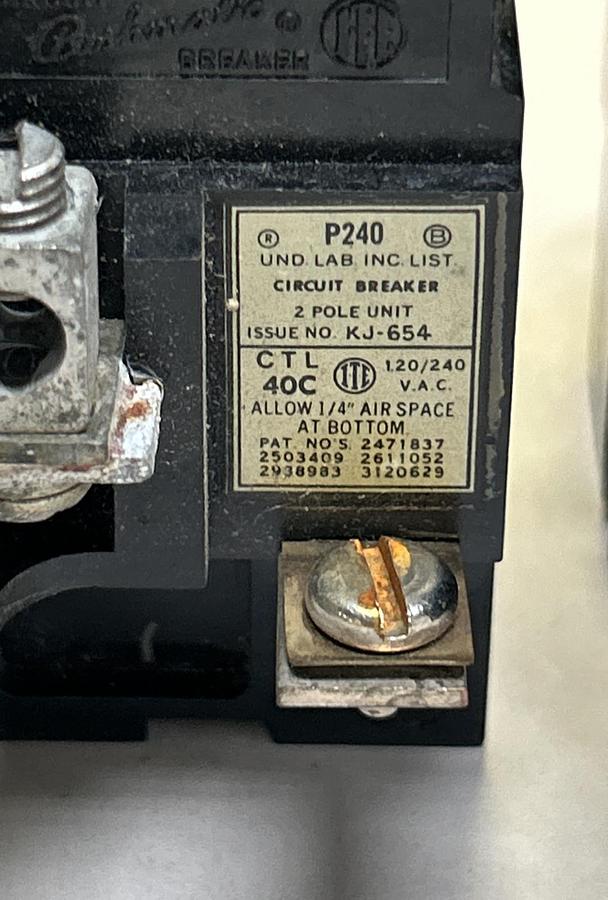 ® ITE
BREAKER
® P240 B
UND. LAB. INC. LIST.
CIRCUIT BREAKER
2 POLE UNIT
ISSUE NO. KJ-654
CTL ITE 120/240
40C V.A.C.
ALLOW 1/4" AIR SPACE
AT BOTTOM
PAT. NO'S. 2471837
2503409 2611052
2938983 3120629